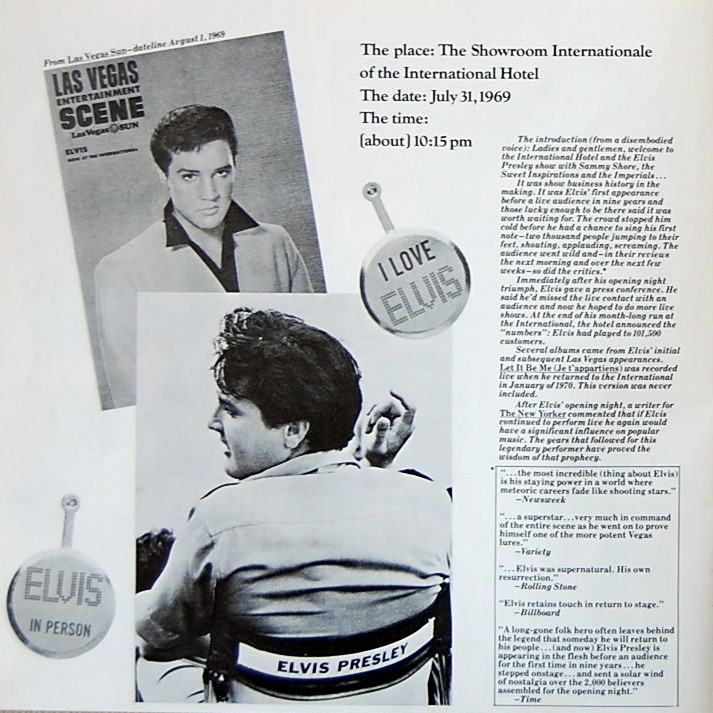 From Las Vegas Sun—dateline August 1, 1969
LAS VEGAS
ENTERTAINMENT
SCENE
Las Vegas SUN
ELVIS
NOW AT THE INTERNATIONAL
The place: The Showroom Internationale
of the International Hotel
The date: July 31, 1969
The time:
(about) 10:15 pm
I LOVE
ELVIS
The introduction (from a disembodied
voice): Ladies and gentlemen, welcome to
the International Hotel and the Elvis
Presley show with Sammy Shore, the
Sweet Inspirations and the Imperials...
It was show business history in the
making. It was Elvis' first appearance
before a live audience in nine years and
those lucky enough to be there said it was
worth waiting for. The crowd stopped him
cold before he had a chance to sing his first
note—two thousand people jumping to their
feet, shouting, applauding, screaming. The
audience went wild—and in their reviews
the next morning and over the next few
weeks—so did the critics.*
Immediately after his opening night
triumph, Elvis gave a press conference. He
said he'd missed the live contact with an
audience and now he hoped to do more live
shows. At the end of his month-long run at
the International, the hotel announced the
"numbers": Elvis had played to 101,500
customers.
Several albums came from Elvis' initial
and subsequent Las Vegas appearances.
Let It Be Me (Je t'appartiens) was recorded
live when he returned to the International
in January of 1970. This version was never
included.
After Elvis' opening night, a writer for
The New Yorker commented that if Elvis
continued to perform live he again would
have a significant influence on popular
music. The years that followed for this
legendary performer have proved the
wisdom of that prophecy.
* "...the most incredible (thing about Elvis)
is his staying power in a world where
meteoric careers fade like shooting stars."
—Newsweek
"...a superstar...very much in command
of the entire scene as he went on to prove
himself one of the more potent Vegas
lures."
—Variety
"...Elvis was supernatural. His own
resurrection."
—Rolling Stone
"Elvis retains touch in return to stage."
—Billboard
"A long-gone folk hero often leaves behind
the legend that someday he will return to
his people...(and now) Elvis Presley is
appearing in the flesh before an audience
for the first time in nine years...he
stepped onstage...and sent a solar wind
of nostalgia over the 2,000 believers
assembled for the opening night."
—Time
ELVIS
IN PERSON
ELVIS PRESLEY